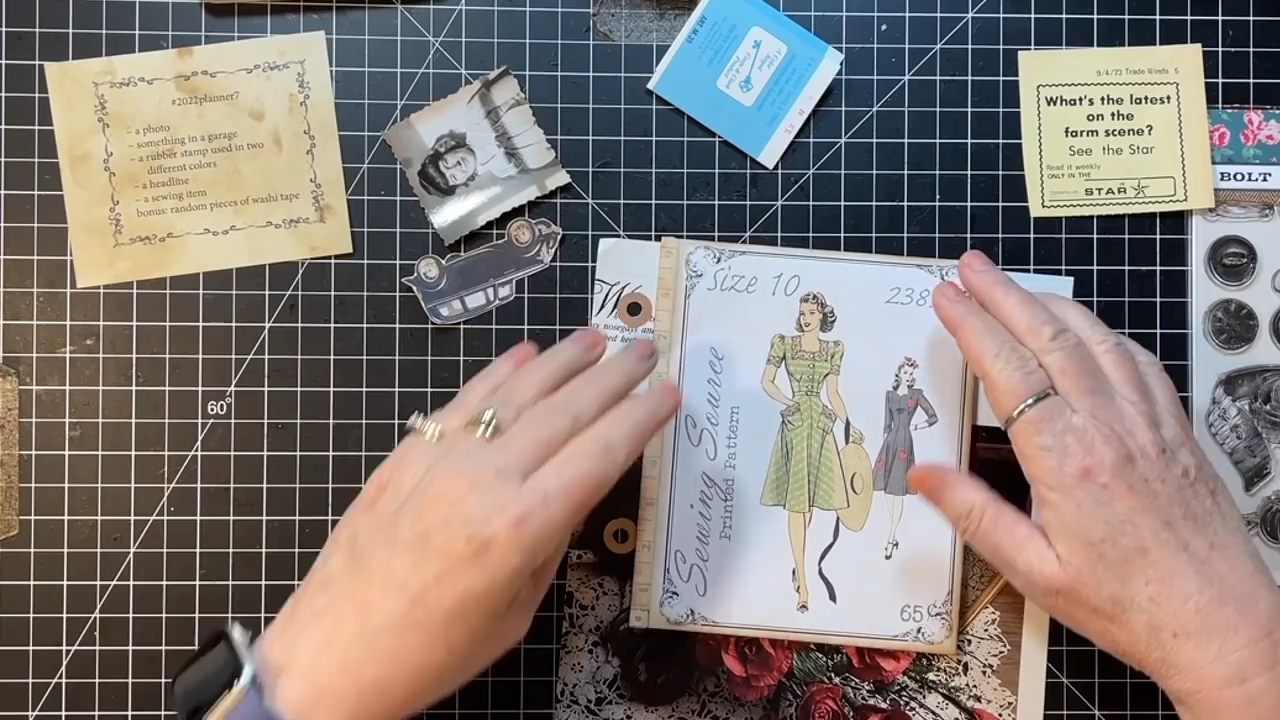 #2022planner7
– a photo
– something in a garage
– a rubber stamp used in two
different colors
– a headline
– a sewing item
bonus: random pieces of washi tape
9/4/73 Trade Winds 5
What's the latest
on the
farm scene?
See the Star
Read it weekly
ONLY IN THE
STAR
BOLT
Size 10
238
Sewing Source
Printed Pattern
65¢
60°